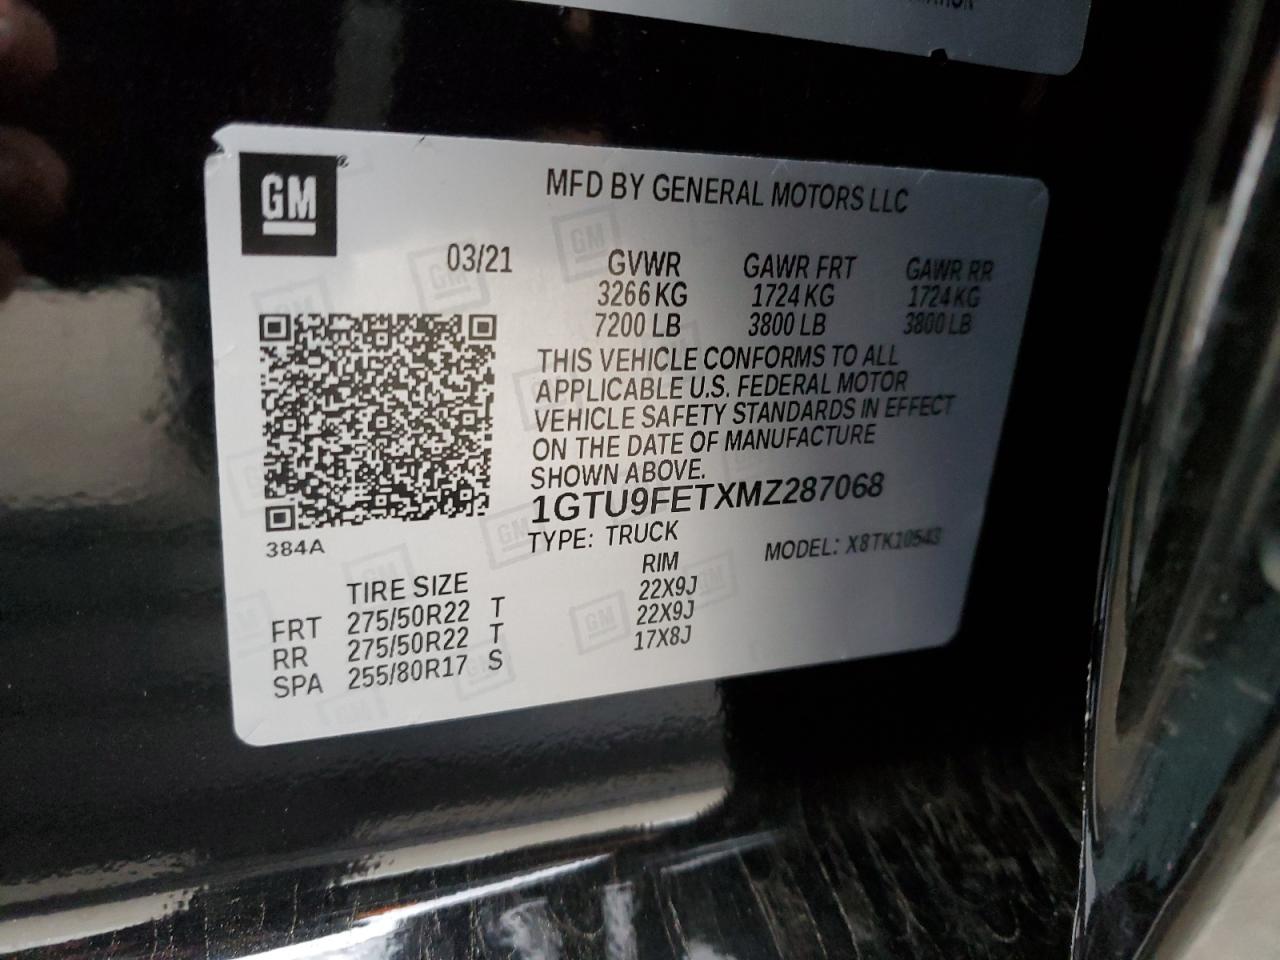 GM®
MFD BY GENERAL MOTORS LLC
03/21
GVWR GAWR FRT GAWR RR
3266 KG 1724 KG 1724 KG
7200 LB 3800 LB 3800 LB
THIS VEHICLE CONFORMS TO ALL
APPLICABLE U.S. FEDERAL MOTOR
VEHICLE SAFETY STANDARDS IN EFFECT
ON THE DATE OF MANUFACTURE
SHOWN ABOVE.
1GTU9FETXMZ287068
TYPE: TRUCK MODEL: X8TK10543
384A
TIRE SIZE RIM
FRT 275/50R22 T 22X9J
RR 275/50R22 T 22X9J
SPA 255/80R17 S 17X8J